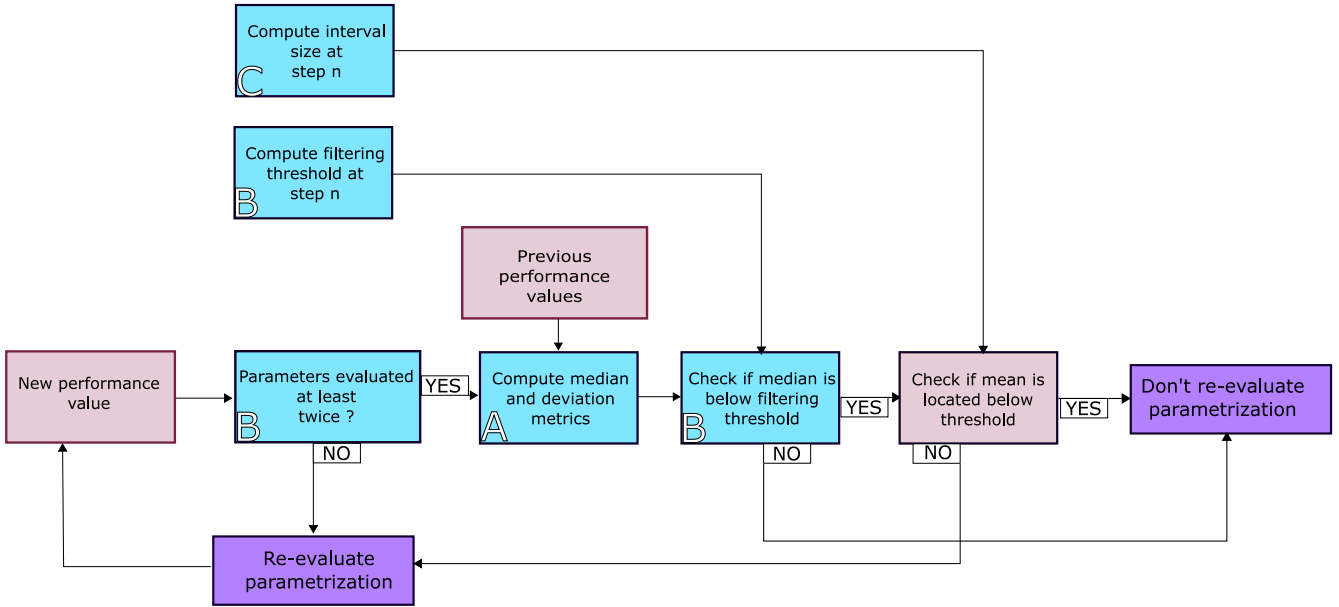 Compute interval
size at
step n
C
Compute filtering
threshold at
step n
B
Previous
performance
values
New performance
value
Parameters evaluated
at least
twice ?
B
YES
NO
Compute median
and deviation
metrics
A
Check if median is
below filtering
threshold
B
YES
NO
Check if mean is
located below
threshold
YES
NO
Don't re-evaluate
parametrization
Re-evaluate
parametrization